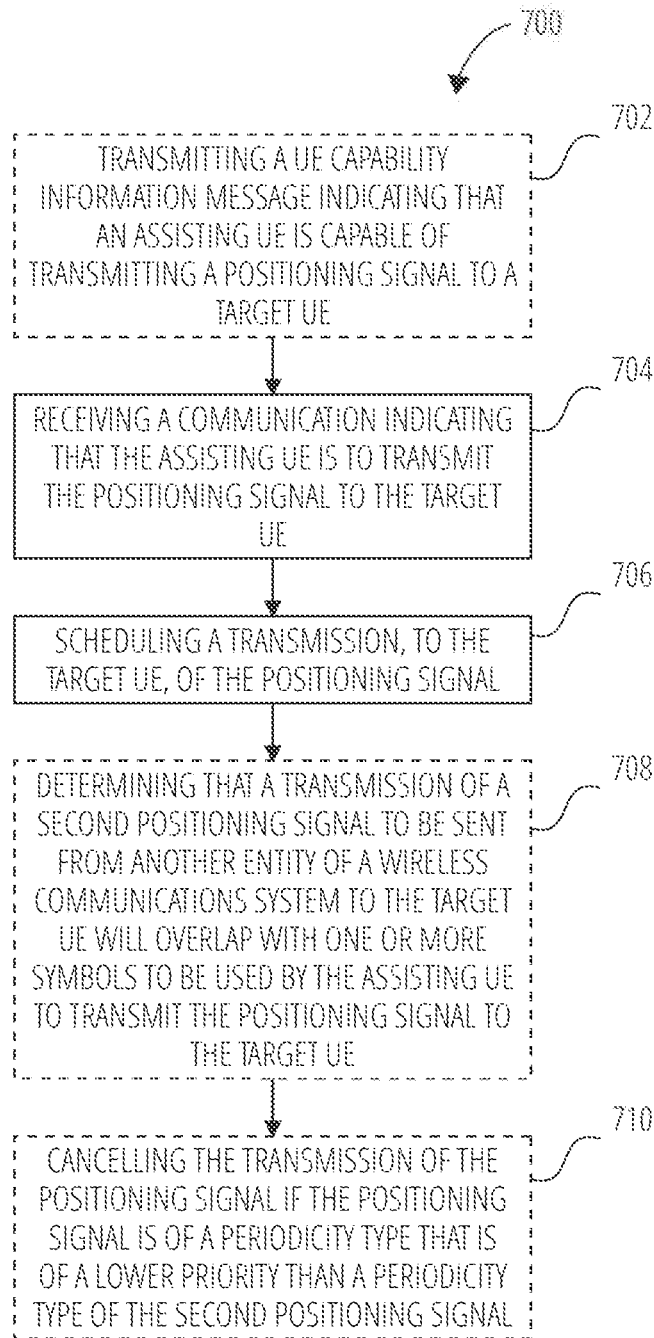 700
702
TRANSMITTING A UE CAPABILITY
INFORMATION MESSAGE INDICATING THAT
AN ASSISTING UE IS CAPABLE OF
TRANSMITTING A POSITIONING SIGNAL TO A
TARGET UE
704
RECEIVING A COMMUNICATION INDICATING
THAT THE ASSISTING UE IS TO TRANSMIT
THE POSITIONING SIGNAL TO THE TARGET
UE
706
SCHEDULING A TRANSMISSION, TO THE
TARGET UE, OF THE POSITIONING SIGNAL
708
DETERMINING THAT A TRANSMISSION OF A
SECOND POSITIONING SIGNAL TO BE SENT
FROM ANOTHER ENTITY OF A WIRELESS
COMMUNICATIONS SYSTEM TO THE TARGET
UE WILL OVERLAP WITH ONE OR MORE
SYMBOLS TO BE USED BY THE ASSISTING UE
TO TRANSMIT THE POSITIONING SIGNAL TO
THE TARGET UE
710
CANCELLING THE TRANSMISSION OF THE
POSITIONING SIGNAL IF THE POSITIONING
SIGNAL IS OF A PERIODICITY TYPE THAT IS
OF A LOWER PRIORITY THAN A PERIODICITY
TYPE OF THE SECOND POSITIONING SIGNAL